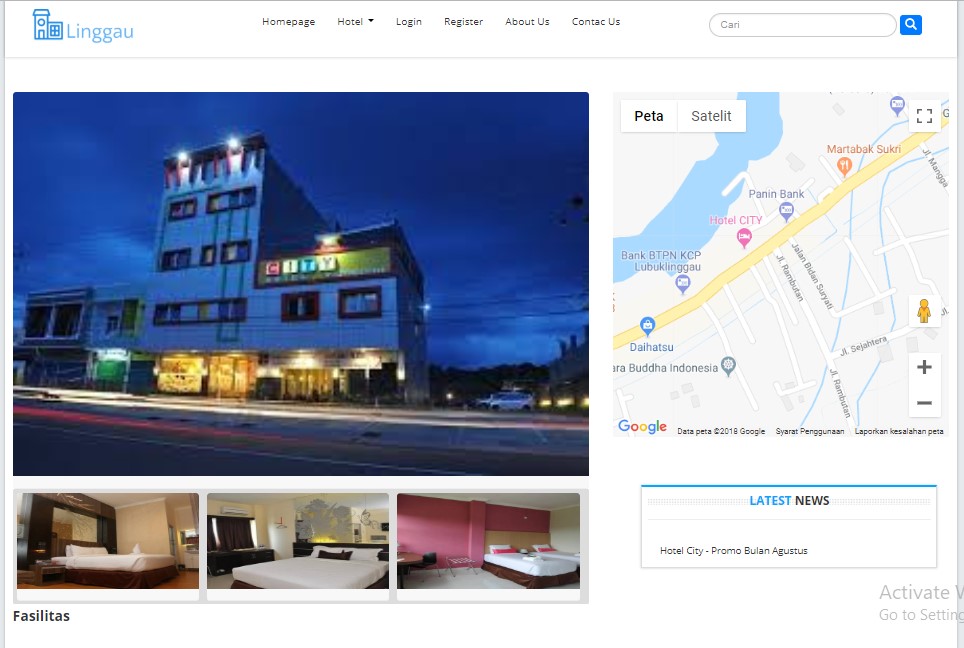 Linggau
Homepage
Hotel
Login
Register
About Us
Contac Us
Cari
CITY
Peta
Satelit
Martabak Sukri
Jl. Mangga
Panin Bank
Hotel CITY
Bank BTPN KCP
Lubuklinggau
Jl. Rambutan
Jalan Bidan Suryati
Daihatsu
Jl. Sejahtera
ara Buddha Indonesia
Jl. Rambutan
Google
Data peta ©2018 Google
Syarat Penggunaan
Laporkan kesalahan peta
LATEST NEWS
Hotel City - Promo Bulan Agustus
Activate W
Go to Setting
Fasilitas